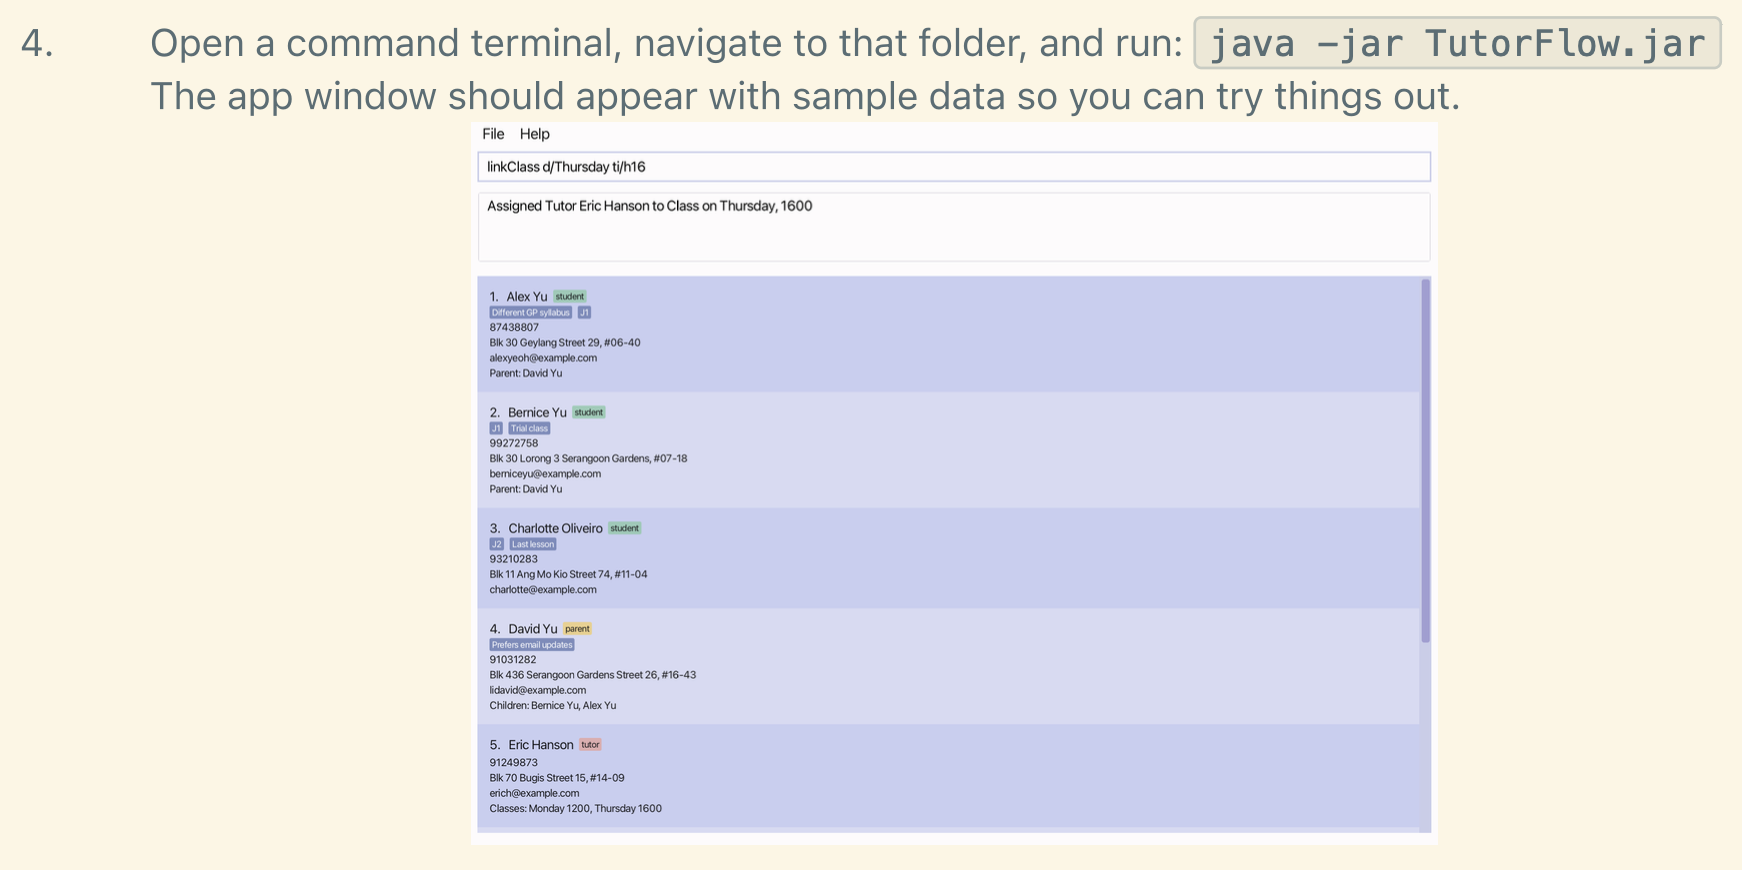 4. Open a command terminal, navigate to that folder, and run: java -jar TutorFlow.jar
The app window should appear with sample data so you can try things out.
File Help
linkClass d/Thursday ti/h16
Assigned Tutor Eric Hanson to Class on Thursday, 1600
1. Alex Yu student
Different GP syllabus J1
87438807
Blk 30 Geylang Street 29, #06-40
alexyeoh@example.com
Parent: David Yu
2. Bernice Yu student
J1 Trial class
99272758
Blk 30 Lorong 3 Serangoon Gardens, #07-18
berniceyu@example.com
Parent: David Yu
3. Charlotte Oliveiro student
J2 Last lesson
93210283
Blk 11 Ang Mo Kio Street 74, #11-04
charlotte@example.com
4. David Yu parent
Prefers email updates
91031282
Blk 436 Serangoon Gardens Street 26, #16-43
lidavid@example.com
Children: Bernice Yu, Alex Yu
5. Eric Hanson tutor
91249873
Blk 70 Bugis Street 15, #14-09
erich@example.com
Classes: Monday 1200, Thursday 1600